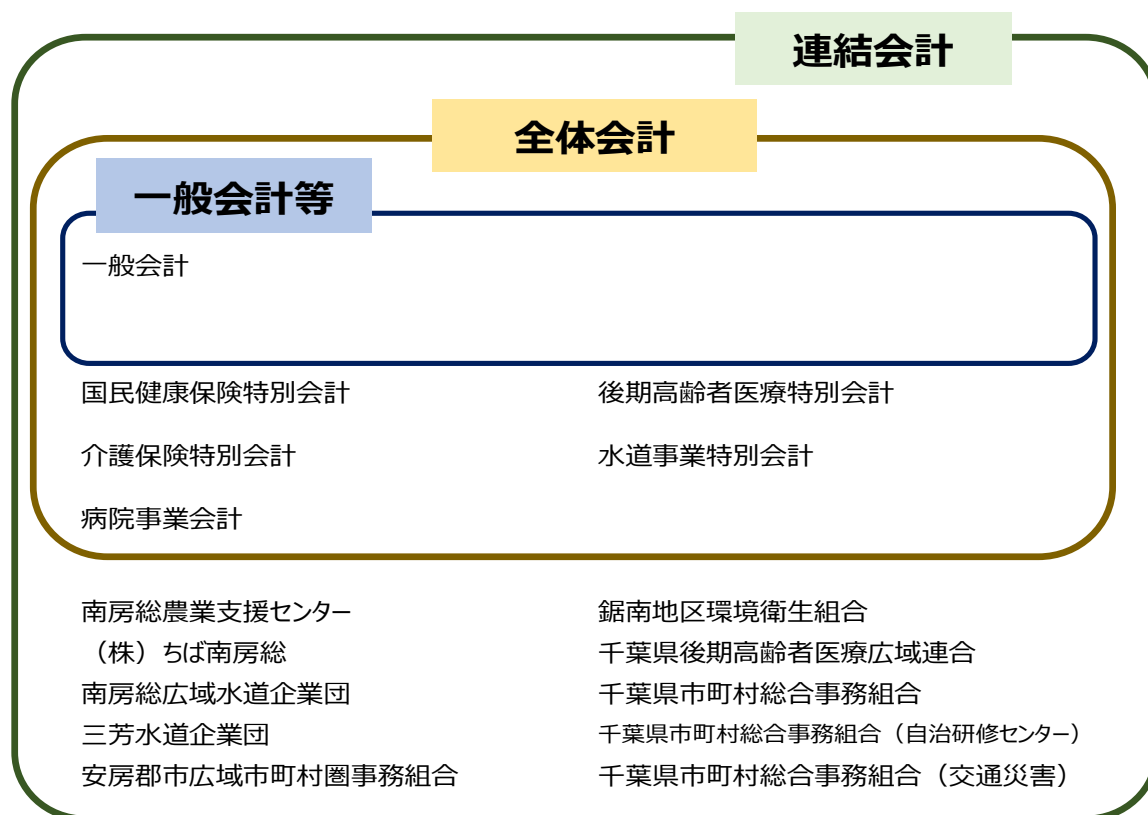 連結会計
全体会計
一般会計等
一般会計
国民健康保険特別会計
後期高齢者医療特別会計
介護保険特別会計
水道事業特別会計
病院事業会計
南房総農業支援センター
鋸南地区環境衛生組合
（株）ちば南房総
千葉県後期高齢者医療広域連合
南房総広域水道企業団
千葉県市町村総合事務組合
三芳水道企業団
千葉県市町村総合事務組合（自治研修センター）
安房郡市広域市町村圏事務組合
千葉県市町村総合事務組合（交通災害）